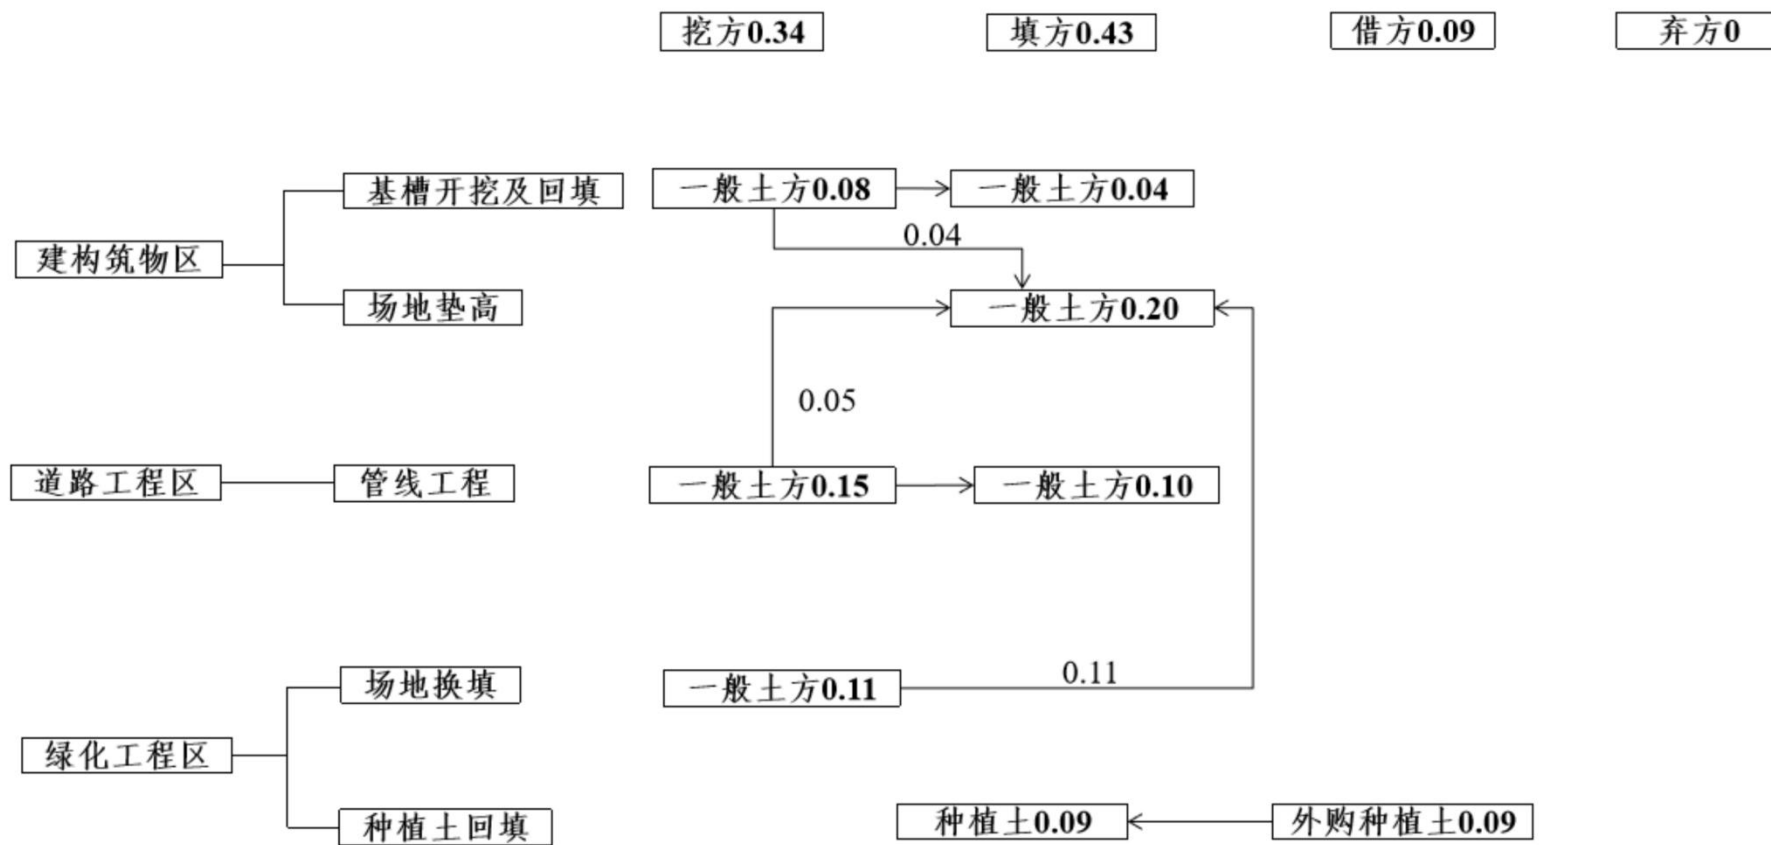 挖方0.34 填方0.43 借方0.09 弃方0
基槽开挖及回填 一般土方0.08 一般土方0.04
0.04
建构筑物区
场地垫高 一般土方0.20
0.05
道路工程区 管线工程 一般土方0.15 一般土方0.10
场地换填 一般土方0.11 0.11
绿化工程区
种植土回填 种植土0.09 外购种植土0.09